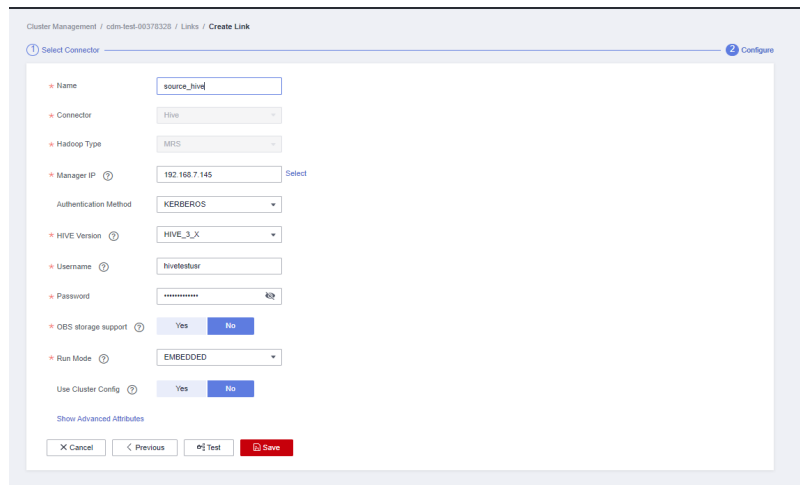 Cluster Management / cdm-test-00378328 / Links / Create Link
1 Select Connector
2 Configure
* Name source_hive
* Connector Hive
* Hadoop Type MRS
* Manager IP ? 192.168.7.145 Select
Authentication Method KERBEROS
* HIVE Version ? HIVE_3_X
* Username ? hivetestusr
* Password •••••••••••••
* OBS storage support ? Yes No
* Run Mode ? EMBEDDED
Use Cluster Config ? Yes No
Show Advanced Attributes
Cancel Previous Test Save